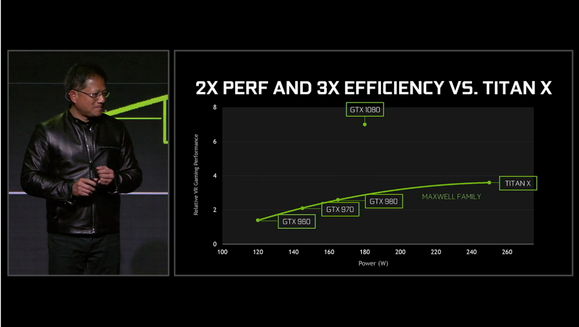 2X PERF AND 3X EFFICIENCY VS. TITAN X
8
GTX 1080
6
Relative VR Gaming Performance
4
TITAN X
MAXWELL FAMILY
GTX 980
GTX 970
2
GTX 960
0
100 120 140 160 180 200 220 240 260
Power (W)